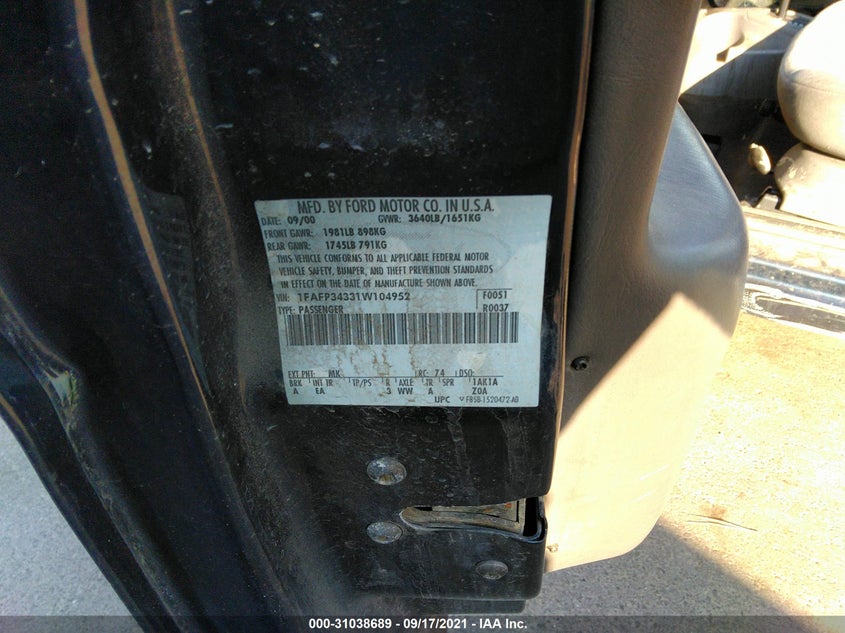 MFD. BY FORD MOTOR CO. IN U.S.A.
DATE: 09/00 GVWR: 3640LB/1651KG
FRONT GAWR: 1981LB 898KG
REAR GAWR: 1745LB 791KG
THIS VEHICLE CONFORMS TO ALL APPLICABLE FEDERAL MOTOR
VEHICLE SAFETY, BUMPER, AND THEFT PREVENTION STANDARDS
IN EFFECT ON THE DATE OF MANUFACTURE SHOWN ABOVE.
VIN: 1FAFP34331W104952 F0051
TYPE: PASSENGER R0037
EXT PNT: MK RC: 74 DSO:
BRK INT TR TP/PS R AXLE TR SPR 1AK1A
A EA 3 WW A Z0A
UPC
000-31038689 - 09/17/2021 - IAA Inc.